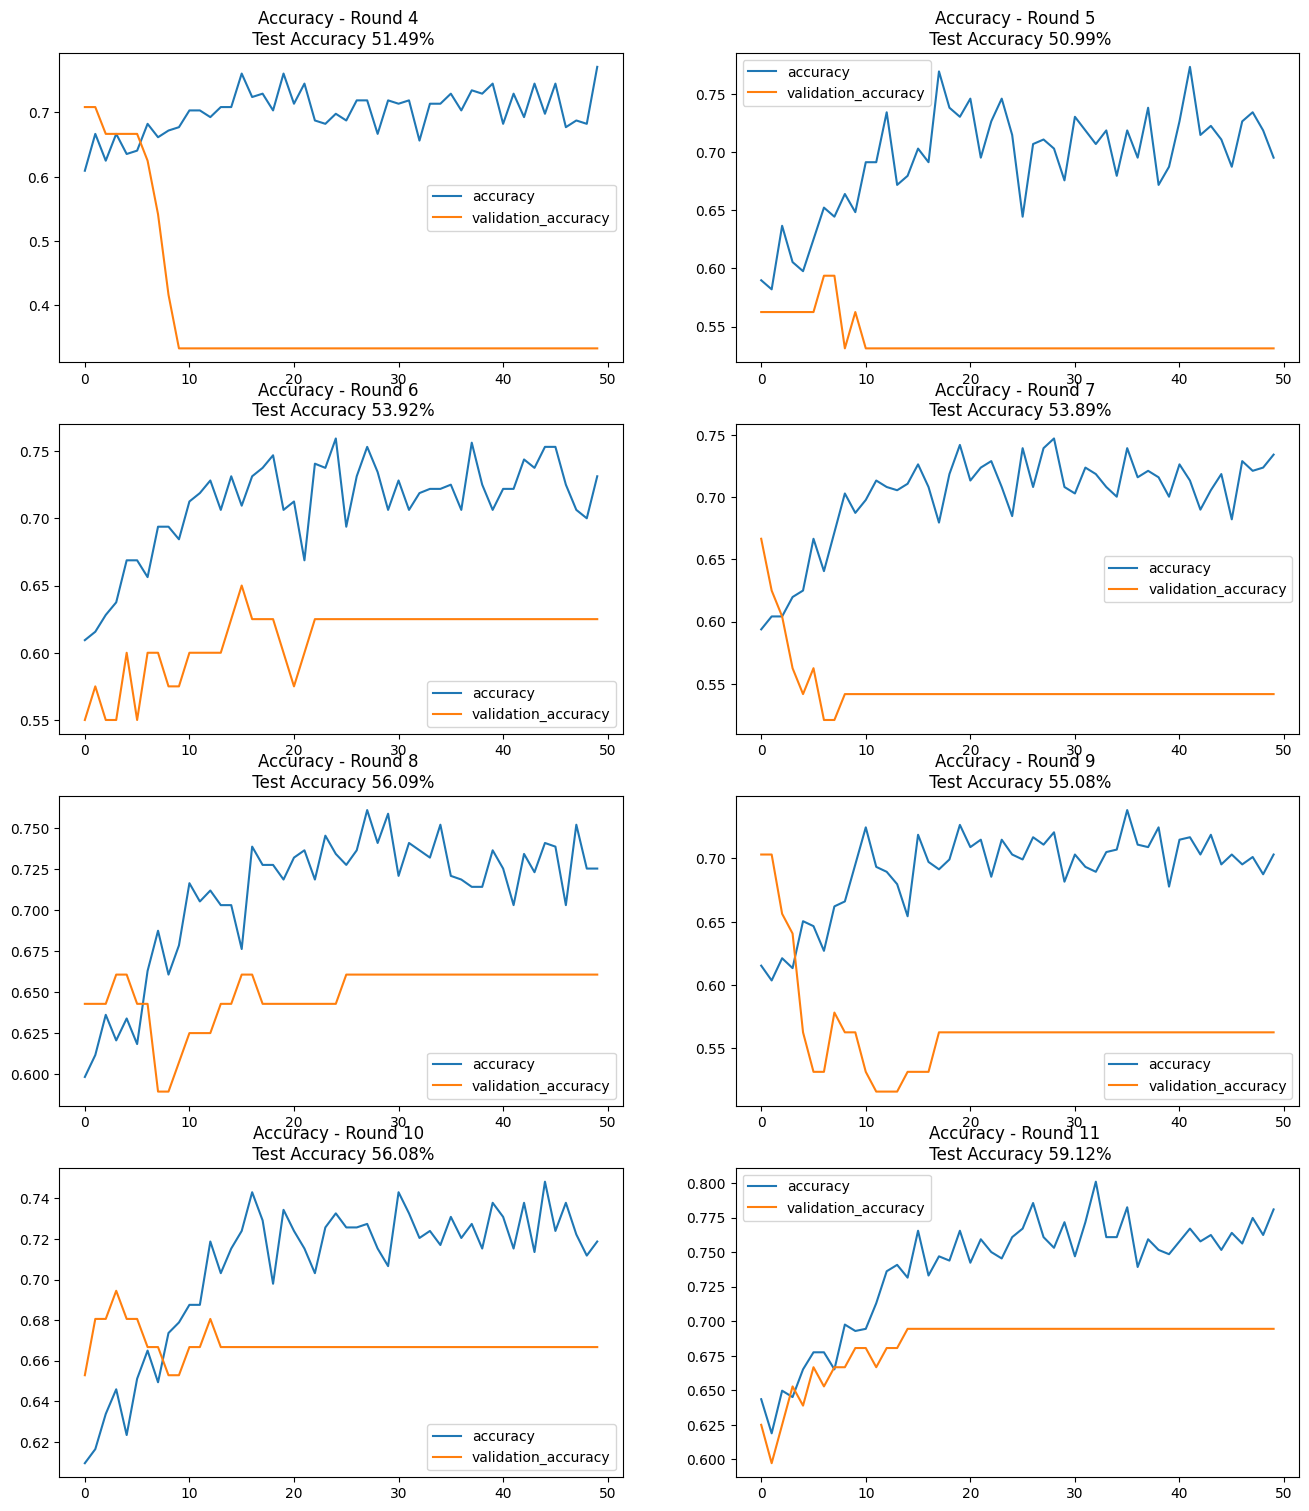 Accuracy - Round 4
Test Accuracy 51.49%
0.7
0.6
0.5
0.4
accuracy
validation_accuracy
0 10 20 30 40 50
Accuracy - Round 5
Test Accuracy 50.99%
accuracy
validation_accuracy
0.75
0.70
0.65
0.60
0.55
0 10 20 30 40 50
Accuracy - Round 6
Test Accuracy 53.92%
0.75
0.70
0.65
0.60
0.55
accuracy
validation_accuracy
0 10 20 30 40 50
Accuracy - Round 7
Test Accuracy 53.89%
0.75
0.70
0.65
0.60
0.55
accuracy
validation_accuracy
0 10 20 30 40 50
Accuracy - Round 8
Test Accuracy 56.09%
0.750
0.725
0.700
0.675
0.650
0.625
0.600
accuracy
validation_accuracy
0 10 20 30 40 50
Accuracy - Round 9
Test Accuracy 55.08%
0.70
0.65
0.60
0.55
accuracy
validation_accuracy
0 10 20 30 40 50
Accuracy - Round 10
Test Accuracy 56.08%
0.74
0.72
0.70
0.68
0.66
0.64
0.62
accuracy
validation_accuracy
0 10 20 30 40 50
Accuracy - Round 11
Test Accuracy 59.12%
accuracy
validation_accuracy
0.800
0.775
0.750
0.725
0.700
0.675
0.650
0.625
0.600
0 10 20 30 40 50